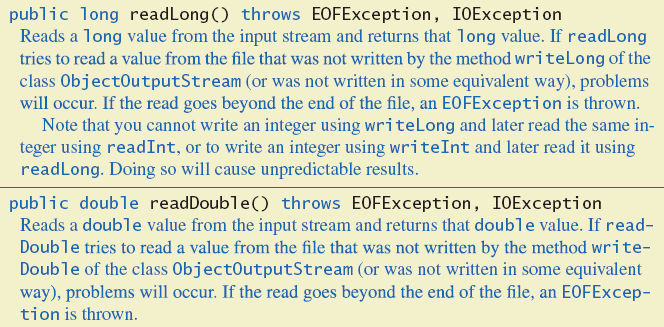 public long readLong() throws EOFException, IOException
Reads a long value from the input stream and returns that long value. If readLong
tries to read a value from the file that was not written by the method writeLong of the
class ObjectOutputStream (or was not written in some equivalent way), problems
will occur. If the read goes beyond the end of the file, an EOFException is thrown.
Note that you cannot write an integer using writeLong and later read the same in-
teger using readInt, or to write an integer using writeInt and later read it using
readLong. Doing so will cause unpredictable results.
public double readDouble() throws EOFException, IOException
Reads a double value from the input stream and returns that double value. If read-
Double tries to read a value from the file that was not written by the method write-
Double of the class ObjectOutputStream (or was not written in some equivalent
way), problems will occur. If the read goes beyond the end of the file, an EOFExcep-
tion is thrown.